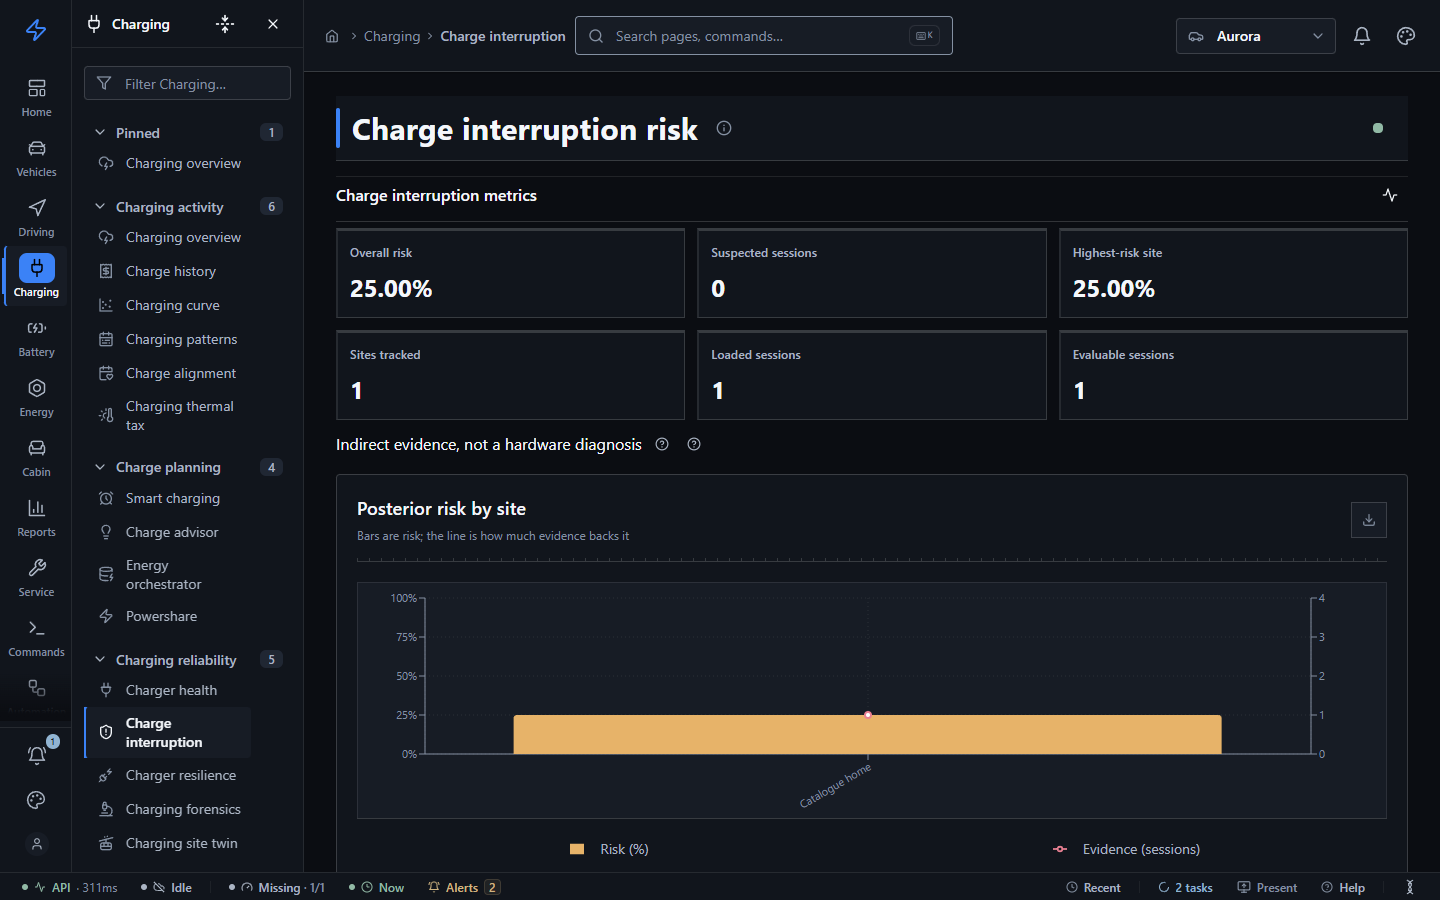 Charging
Charging
Charge interruption
Search pages, commands...
K
Aurora
Filter Charging...
Home
Vehicles
Driving
Charging
Battery
Energy
Cabin
Reports
Service
Commands
1
Pinned
1
Charging overview
Charging activity
6
Charging overview
Charge history
Charging curve
Charging patterns
Charge alignment
Charging thermal
tax
Charge planning
4
Smart charging
Charge advisor
Energy
orchestrator
Powershare
Charging reliability
5
Charger health
Charge
interruption
Charger resilience
Charging forensics
Charging site twin
Charge interruption risk
Charge interruption metrics
Overall risk
25.00%
Suspected sessions
0
Highest-risk site
25.00%
Sites tracked
1
Loaded sessions
1
Evaluable sessions
1
Indirect evidence, not a hardware diagnosis
Posterior risk by site
Bars are risk; the line is how much evidence backs it
100%
75%
50%
25%
0%
4
3
2
1
0
Catalogue home
Risk (%)
Evidence (sessions)
API · 311ms
Idle
Missing · 1/1
Now
Alerts 2
Recent
2 tasks
Present
Help